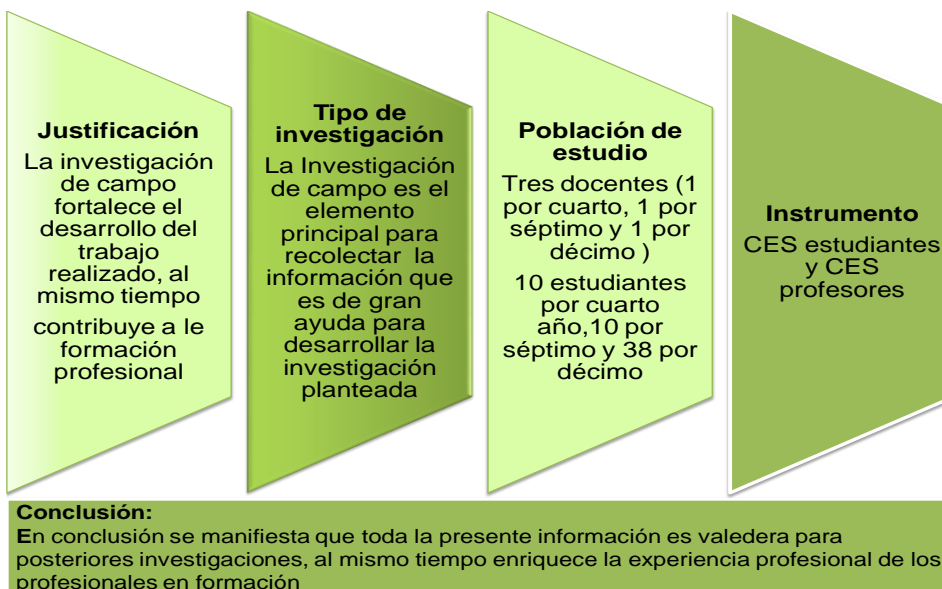 Justificación
La investigación
de campo
fortalece el
desarrollo del
trabajo
realizado, al
mismo tiempo
contribuye a le
formación
profesional
Tipo de
investigación
La Investigación
de campo es el
elemento
principal para
recolectar la
información que
es de gran
ayuda para
desarrollar la
investigación
planteada
Población de
estudio
Tres docentes (1
por cuarto, 1 por
séptimo y 1 por
décimo )
10 estudiantes
por cuarto
año,10 por
séptimo y 38 por
décimo
Instrumento
CES estudiantes
y CES
profesores
Conclusión:
En conclusión se manifiesta que toda la presente información es valedera para
posteriores investigaciones, al mismo tiempo enriquece la experiencia profesional de los
profesionales en formación